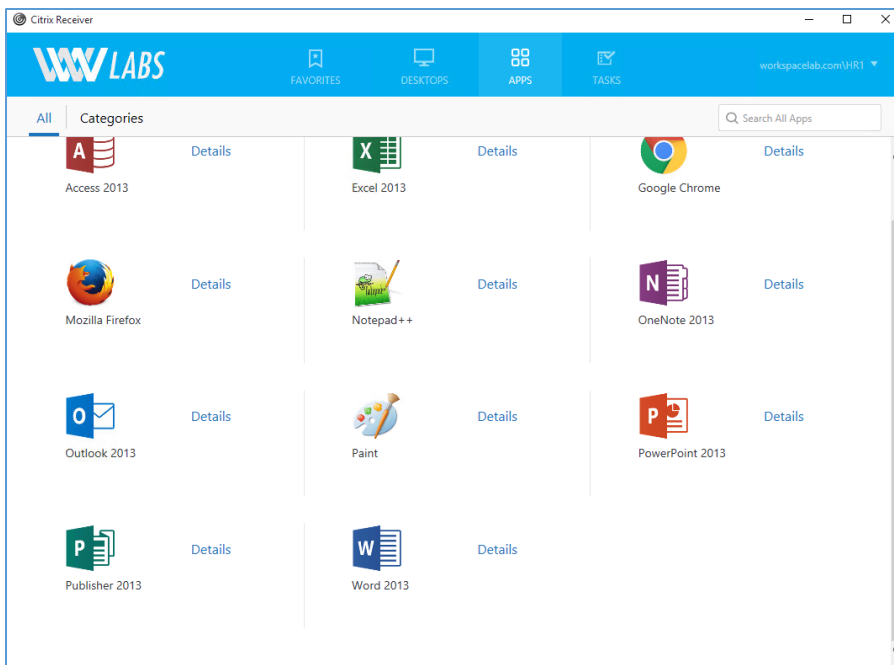 Citrix Receiver
WWW LABS
FAVORITES DESKTOPS APPS TASKS
workspacelab.com\HR1
All Categories
Search All Apps
A Details X Details Details
Access 2013 Excel 2013 Google Chrome
Details Details N Details
Mozilla Firefox Notepad++ OneNote 2013
O Details Details P Details
Outlook 2013 Paint PowerPoint 2013
P Details W Details
Publisher 2013 Word 2013